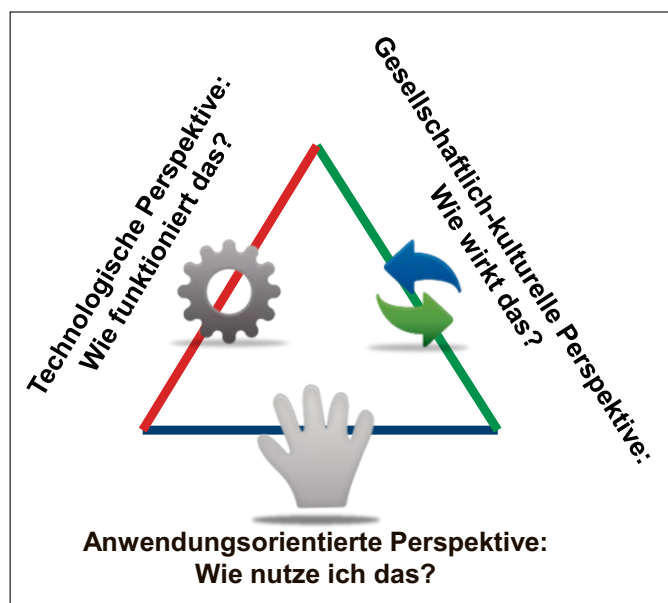 Technologische Perspektive:
Wie funktioniert das?
Gesellschaftlich-kulturelle Perspektive:
Wie wirkt das?
Anwendungsorientierte Perspektive:
Wie nutze ich das?